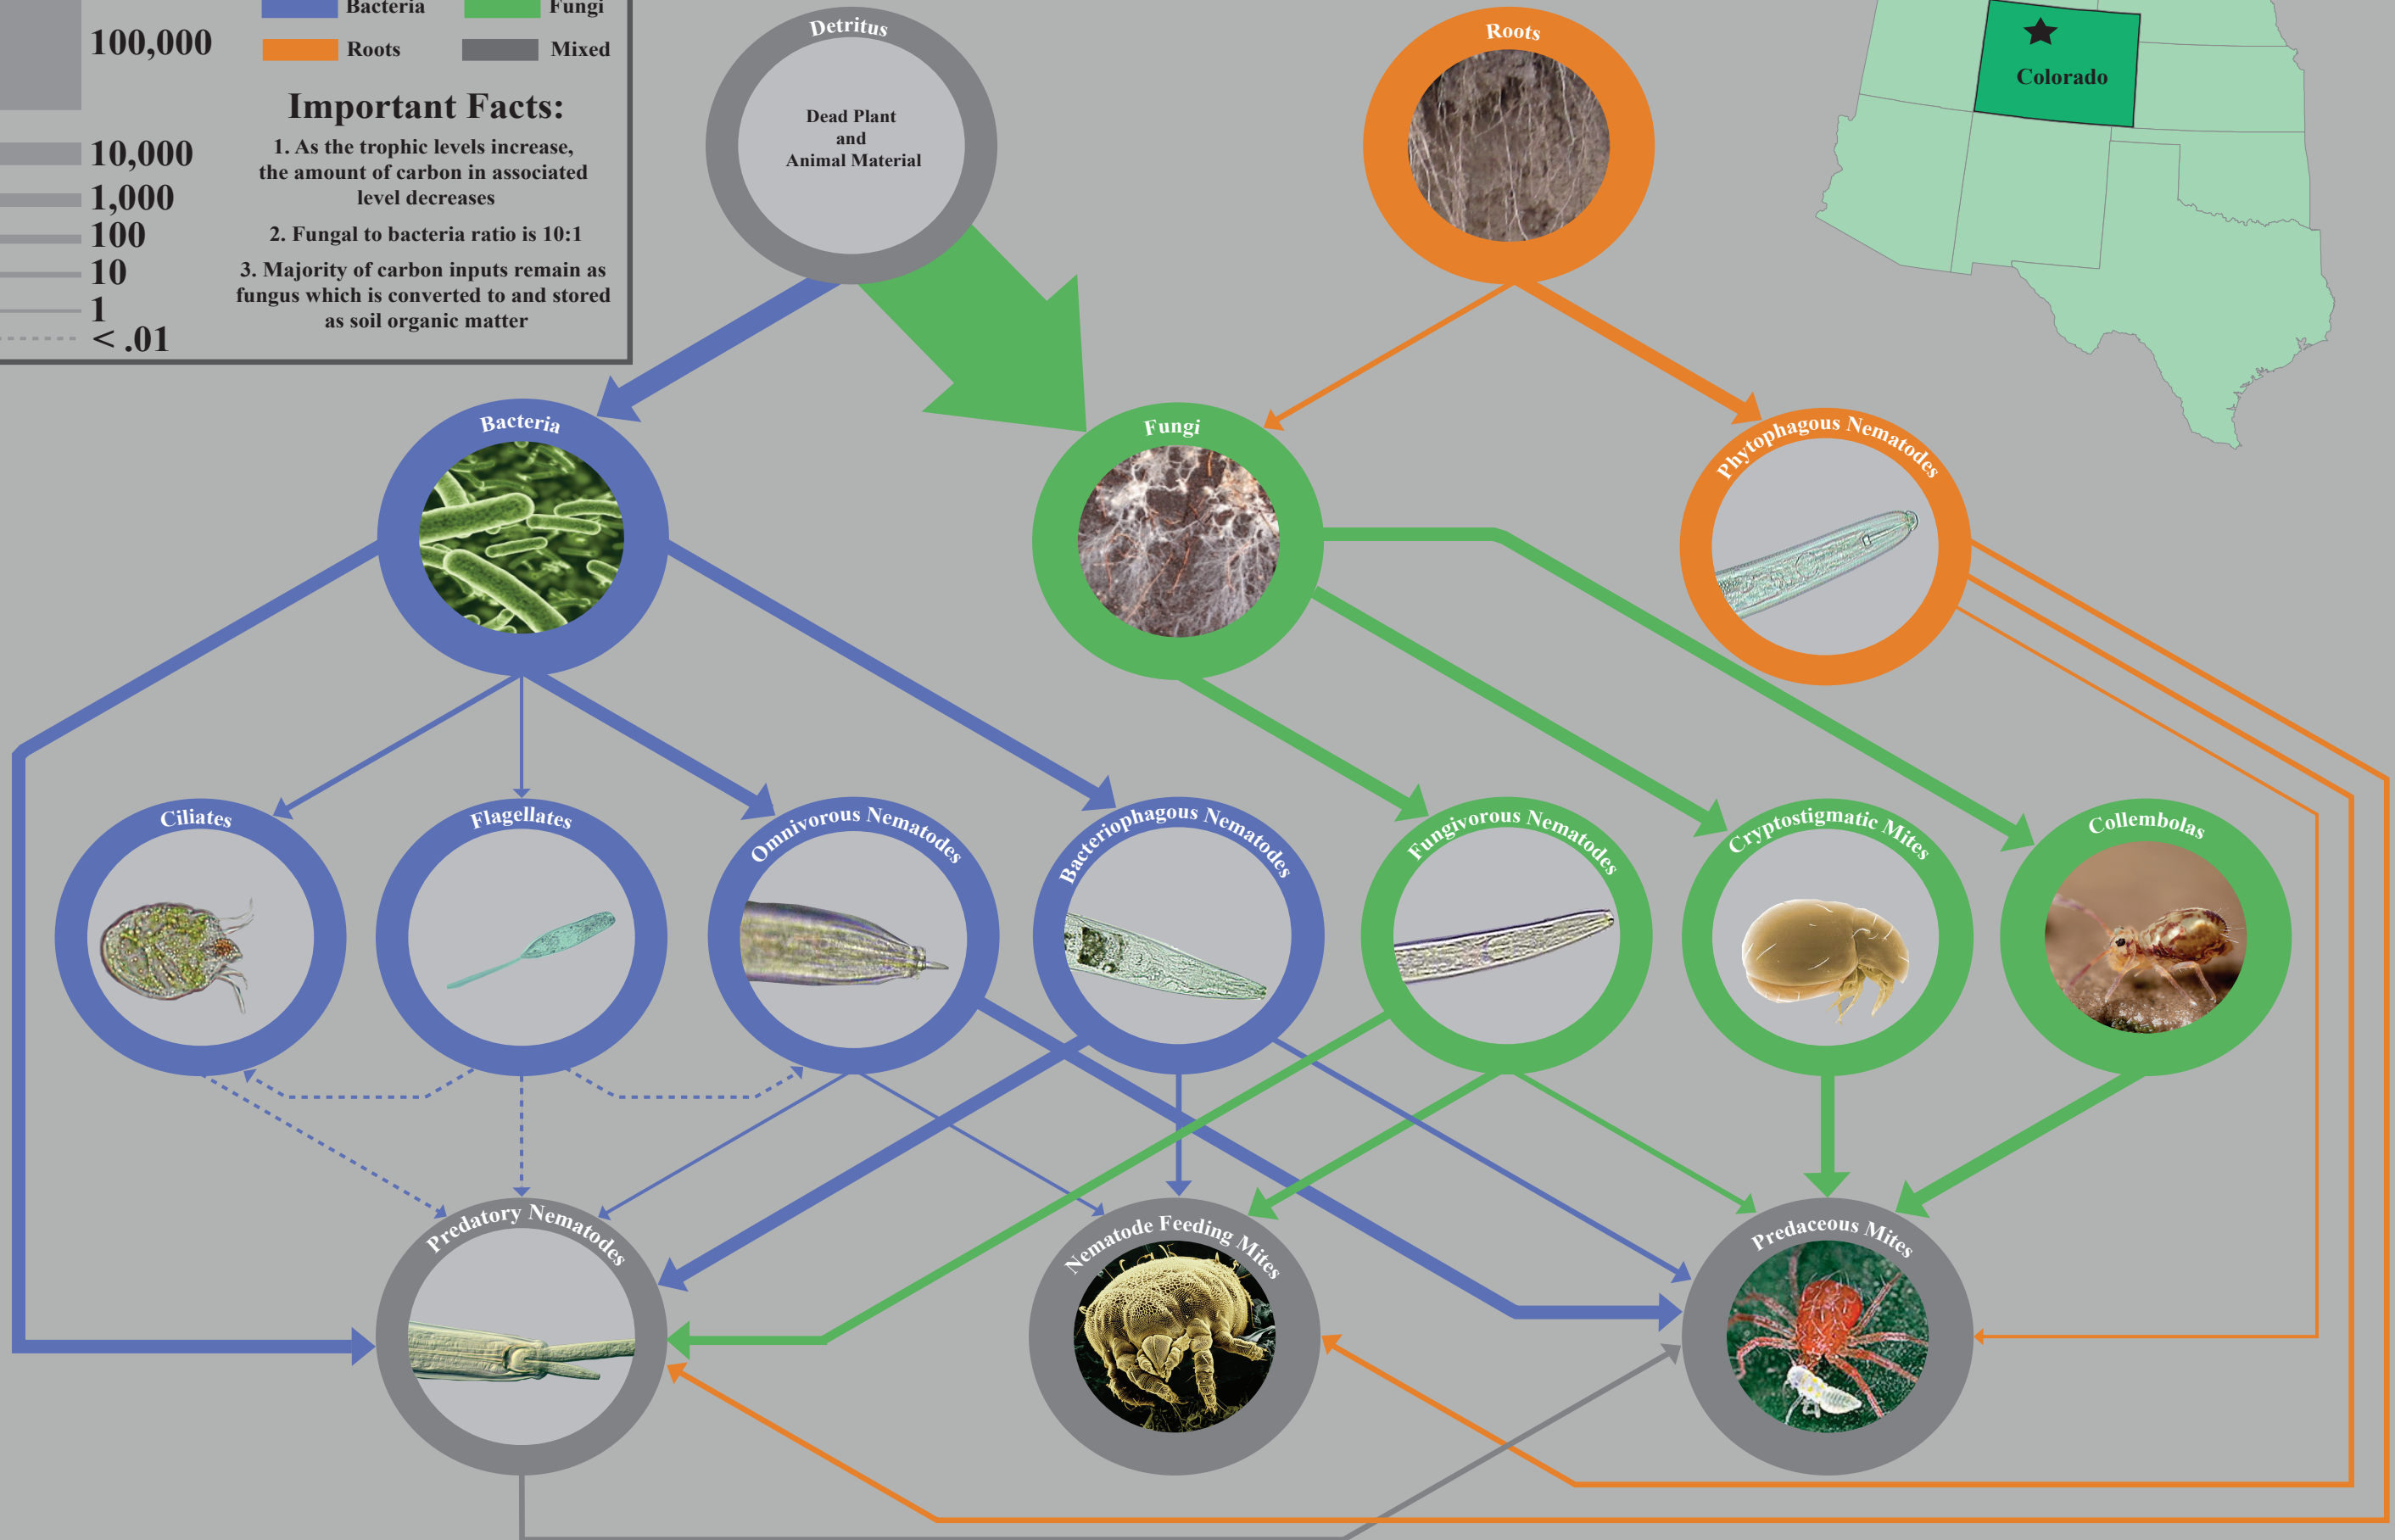 Bacteria
Fungi
Roots
Mixed
100,000
10,000
1,000
100
10
1
< .01
Important Facts:
1. As the trophic levels increase,
the amount of carbon in associated
level decreases
2. Fungal to bacteria ratio is 10:1
3. Majority of carbon inputs remain as
fungus which is converted to and stored
as soil organic matter
Detritus
Dead Plant
and
Animal Material
Roots
Colorado
Bacteria
Fungi
Phytophagous Nematodes
Ciliates
Flagellates
Omnivorous Nematodes
Bacteriophagous Nematodes
Fungivorous Nematodes
Cryptostigmatic Mites
Collembolas
Predatory Nematodes
Nematode Feeding Mites
Predaceous Mites